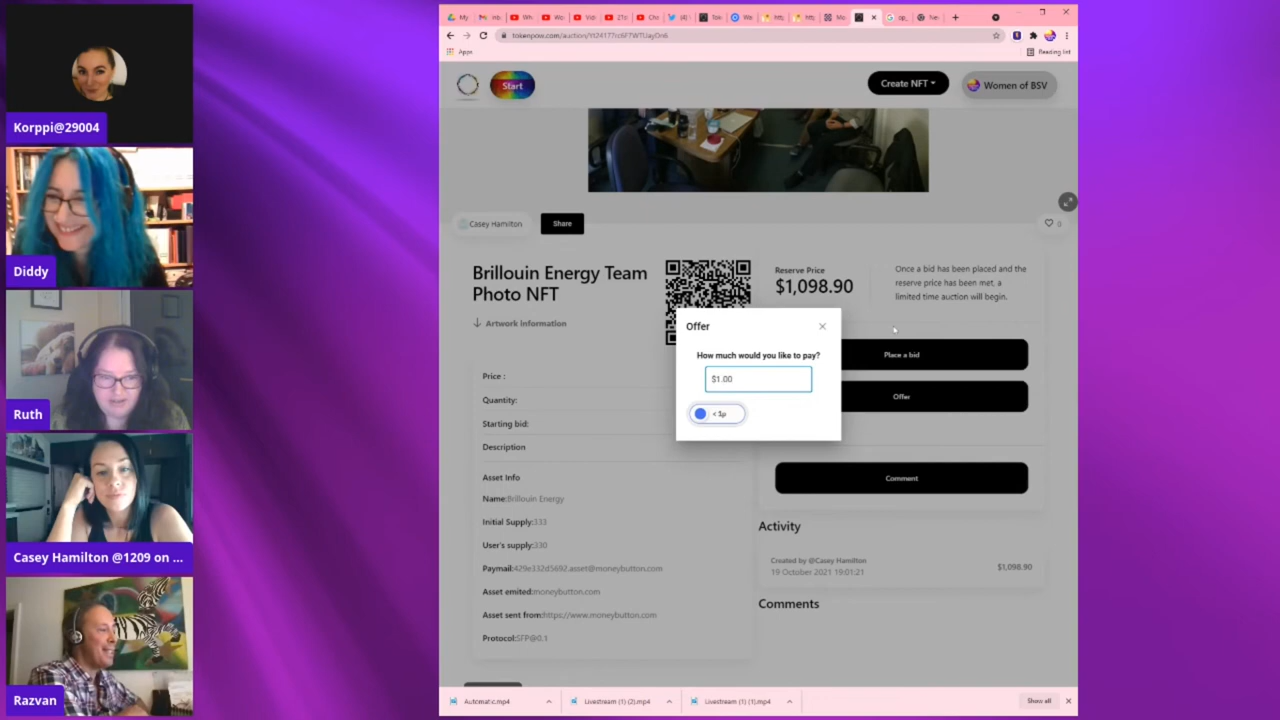 Korppi@29004
Diddy
Ruth
Casey Hamilton @1209 on ...
Razvan
tokenpow.com/auction/
Apps
Reading list
Start
Create NFT
Women of BSV
Casey Hamilton
Share
0
Brillouin Energy Team
Photo NFT
Artwork Information
Reserve Price
$1,098.90
Once a bid has been placed and the
reserve price has been met, a
limited time auction will begin.
Offer
How much would you like to pay?
$1.00
< 1p
Place a bid
Offer
Comment
Price :
Quantity:
Starting bid:
Description
Asset Info
Name:Brillouin Energy
Initial Supply:333
User's supply:330
Paymail:429e332d5692.asset@moneybutton.com
Asset emited:moneybutton.com
Asset sent from:https://www.moneybutton.com
Protocol:SFP@0.1
Activity
Created by @Casey Hamilton
19 October 2021 19:01:21
$1,098.90
Comments
Automatic.mp4
Livestream (1) (2).mp4
Livestream (1) (1).mp4
Show all